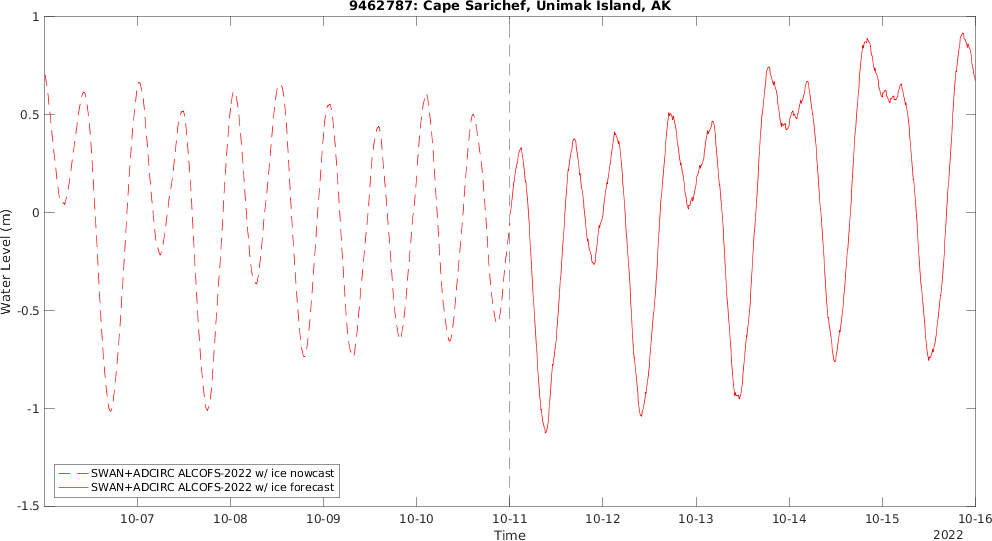 9462787: Cape Sarichef, Unimak Island, AK
1
0.5
0
-0.5
-1
-1.5
Water Level (m)
SWAN+ADCIRC ALCOFS-2022 w/ ice nowcast
SWAN+ADCIRC ALCOFS-2022 w/ ice forecast
10-07 10-08 10-09 10-10 10-11 10-12 10-13 10-14 10-15 10-16
Time
2022